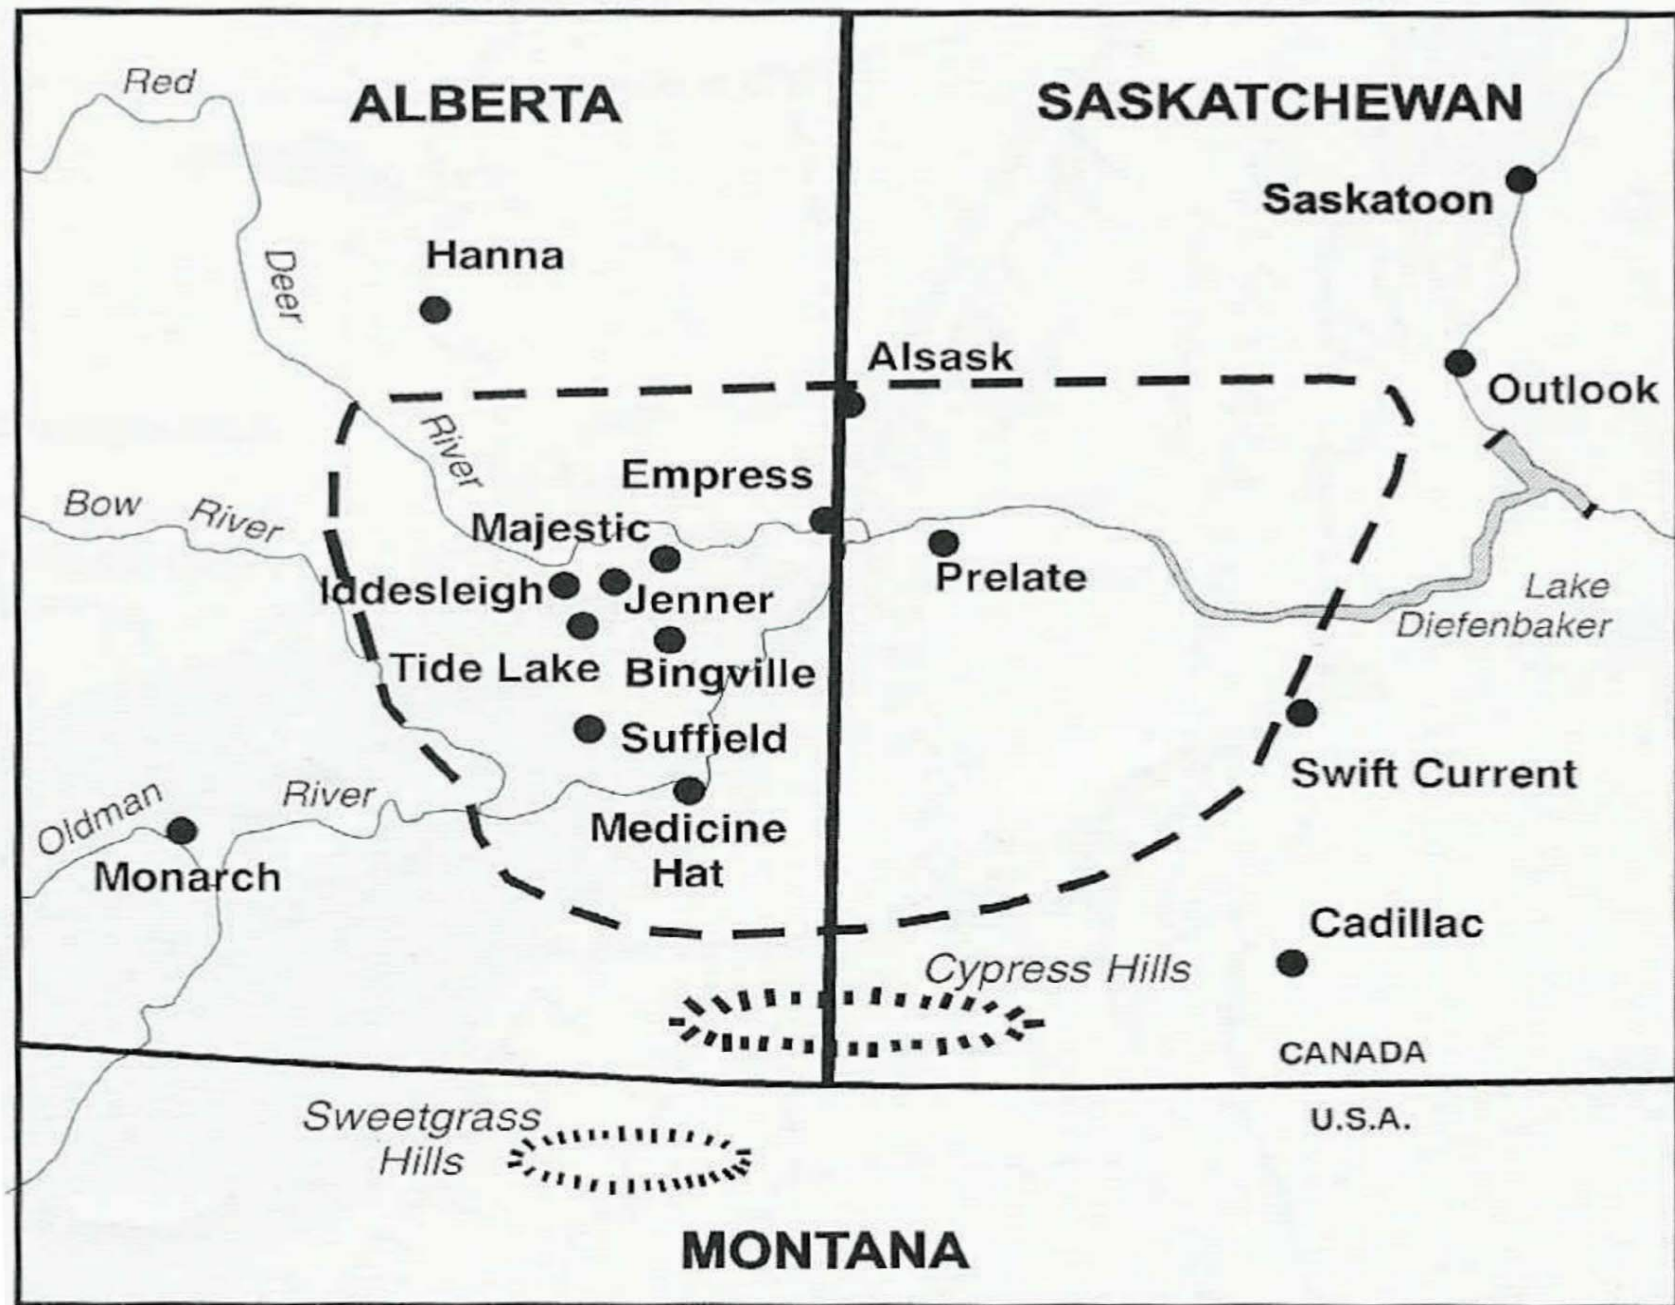 Red
ALBERTA
SASKATCHEWAN
Saskatoon
Hanna
Deer
Alsask
Outlook
River
Empress
Bow River
Majestic
Iddesleigh
Jenner
Prelate
Lake
Diefenbaker
Tide Lake
Bingville
Suffield
Swift Current
Oldman
River
Medicine
Hat
Monarch
Cadillac
Cypress Hills
CANADA
Sweetgrass
Hills
U.S.A.
MONTANA